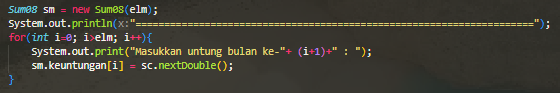 Sum08 sm = new Sum08(elm);
System.out.println(x:"==============================================================");
for(int i=0; i>elm; i++){
System.out.print("Masukkan untung bulan ke-"+ (i+1)+" : ");
sm.keuntungan[i] = sc.nextDouble();
}